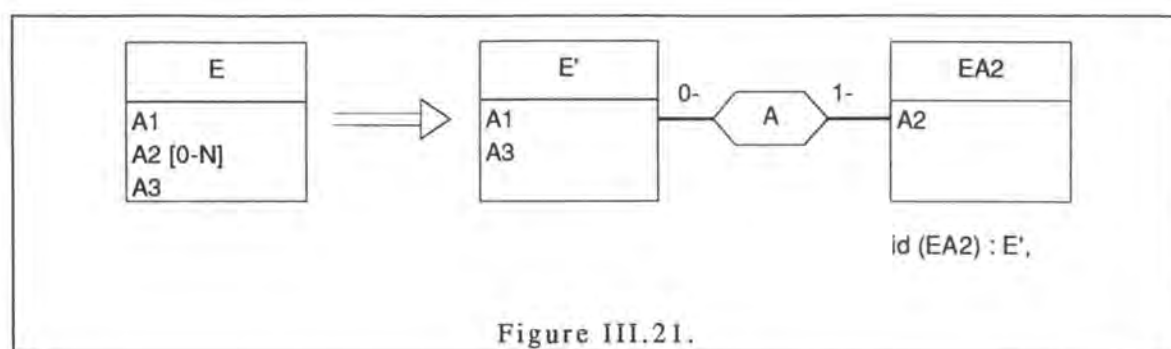 E
A1
A2 [0-N]
A3
E'
A1
A3
0-
A
1-
EA2
A2
id (EA2) : E',
Figure III.21.